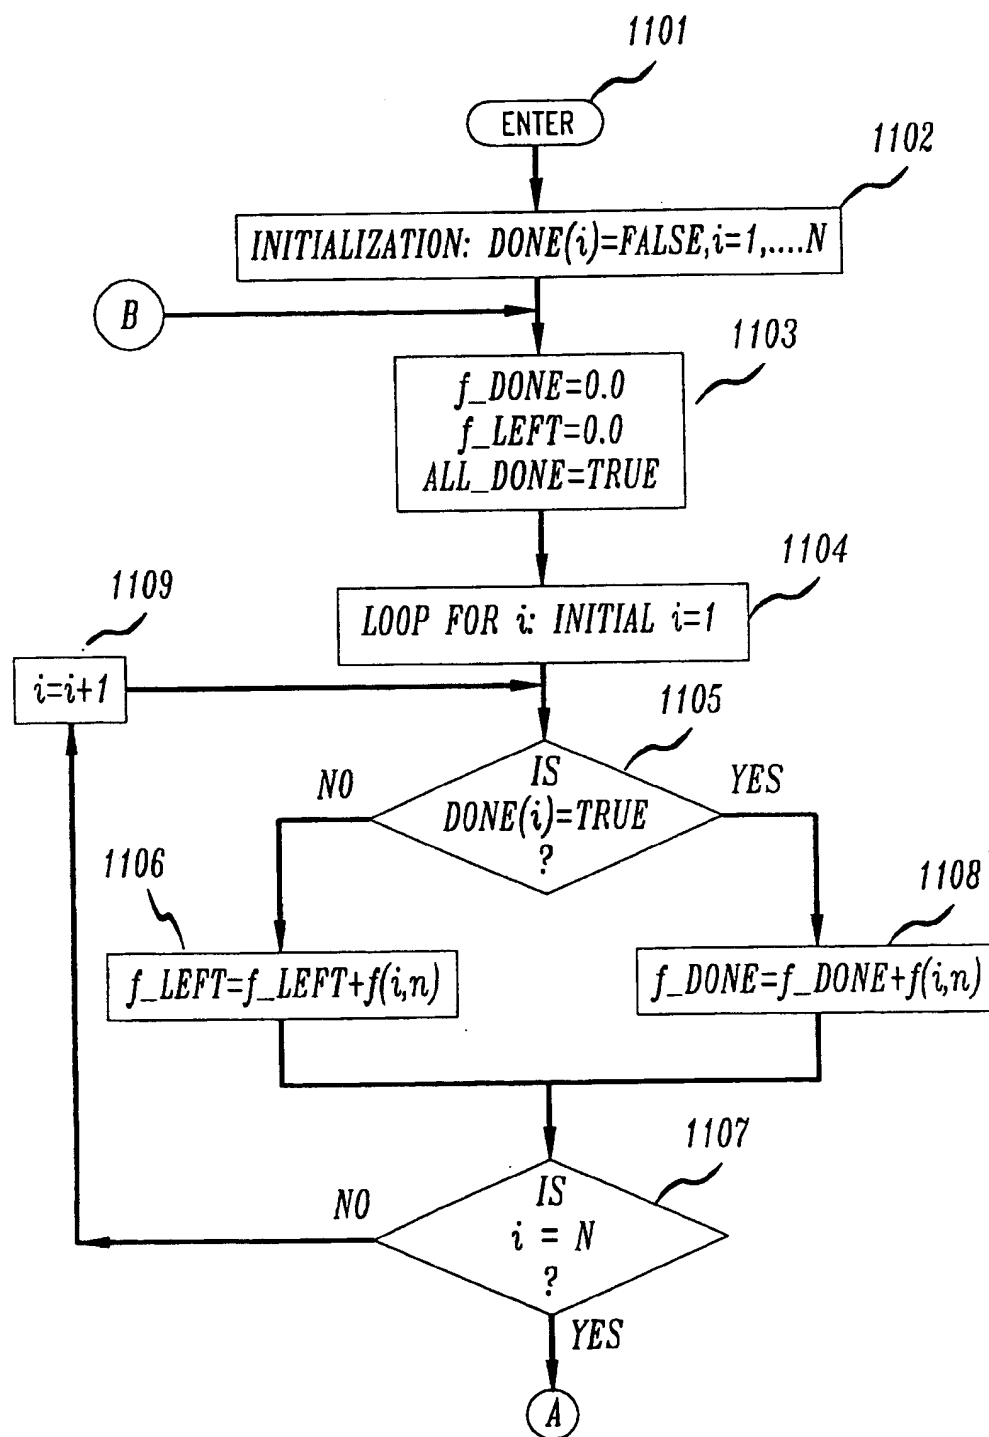 1101
ENTER
1102
INITIALIZATION: DONE(i)=FALSE,i=1,....N
B
1103
f_DONE=0.0
f_LEFT=0.0
ALL_DONE=TRUE
1104
LOOP FOR i: INITIAL i=1
1109
i=i+1
1105
NO
IS
DONE(i)=TRUE
?
YES
1106
f_LEFT=f_LEFT+f(i,n)
1108
f_DONE=f_DONE+f(i,n)
1107
NO
IS
i = N
?
YES
A